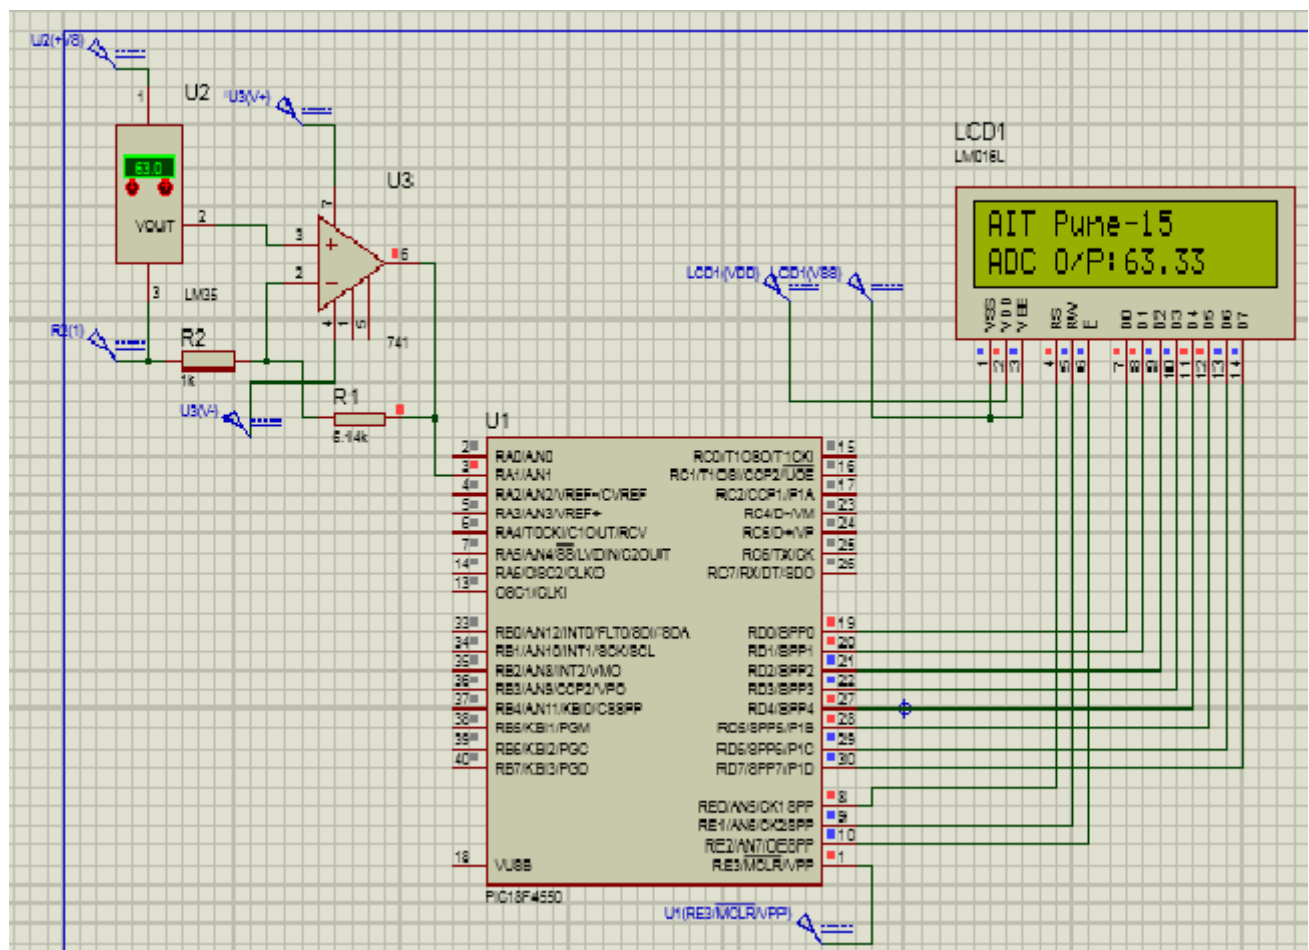 U2(+VS)
1
U2
U3(V+)
63.0
VOUT
2
3
LM35
U3
7
3
2
6
4
1
5
741
R2(1)
R2
1k
U3(V-)
R1
6.14k
LCD1
LM016L
AIT Pune-15
ADC O/P:63.33
LCD1(VDD)
LCD1(VSS)
VSS
VDD
VEE
RS
RW
E
D0
D1
D2
D3
D4
D5
D6
D7
1
2
3
4
5
6
7
8
9
10
11
12
13
14
U1
2 RA0/AN0
3 RA1/AN1
4 RA2/AN2/VREF-/CVREF
5 RA3/AN3/VREF+
6 RA4/T0CKI/C1OUT/RCV
7 RA5/AN4/SS/LVDIN/C2OUT
14 RA6/OSC2/CLKO
13 OSC1/CLKI
33 RB0/AN12/INT0/FLT0/SDI/SDA
34 RB1/AN10/INT1/SCK/SCL
35 RB2/AN8/INT2/VMO
36 RB3/AN9/CCP2/VPO
37 RB4/AN11/KBI0/CSSPP
38 RB5/KBI1/PGM
39 RB6/KBI2/PGC
40 RB7/KBI3/PGD
18 VUSB
RC0/T1OSO/T1CKI 15
RC1/T1OSI/CCP2/UOE 16
RC2/CCP1/P1A 17
RC4/D-/VM 23
RC5/D+/VP 24
RC6/TX/CK 25
RC7/RX/DT/SDO 26
RD0/SPP0 19
RD1/SPP1 20
RD2/SPP2 21
RD3/SPP3 22
RD4/SPP4 27
RD5/SPP5/P1B 28
RD6/SPP6/P1C 29
RD7/SPP7/P1D 30
RE0/AN5/CK1SPP 8
RE1/AN6/CK2SPP 9
RE2/AN7/OESPP 10
RE3/MCLR/VPP 1
PIC18F4550
U1(RE3/MCLR/VPP)